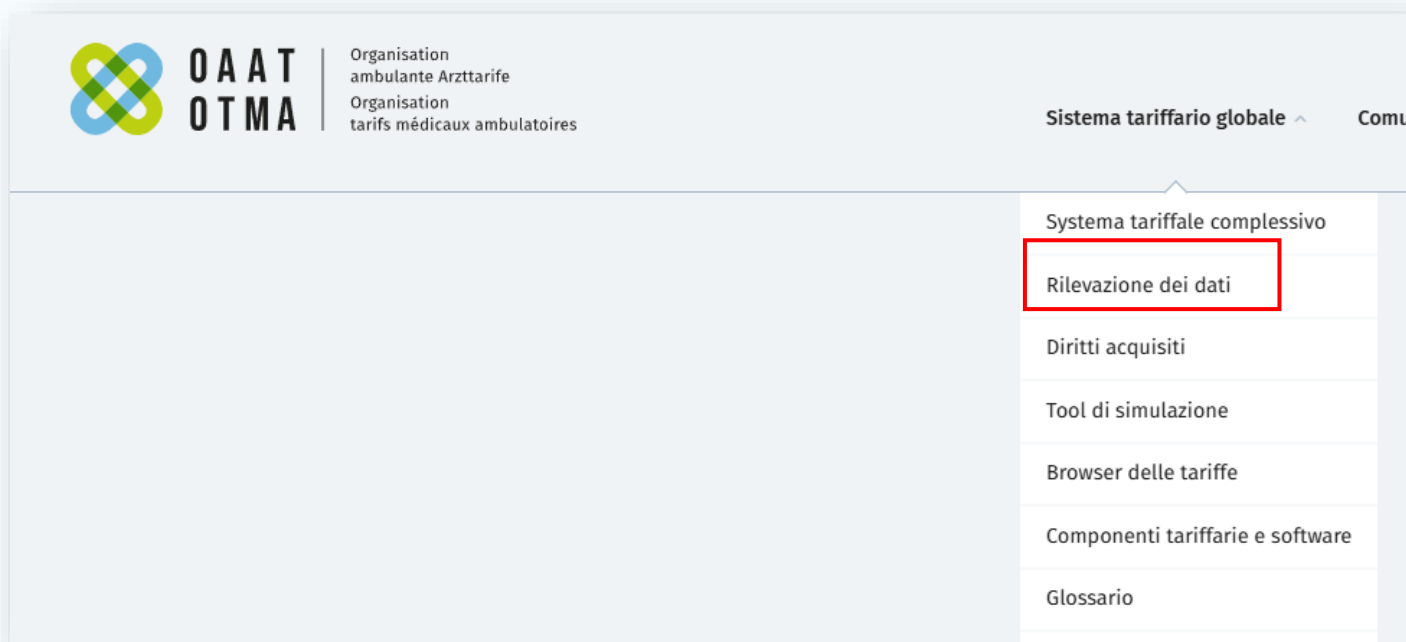 OAAT
OTMA
Organisation
ambulante Arzttarife
Organisation
tarifs médicaux ambulatoires
Sistema tariffario globale
Comu
Systema tariffale complessivo
Rilevazione dei dati
Diritti acquisiti
Tool di simulazione
Browser delle tariffe
Componenti tariffarie e software
Glossario